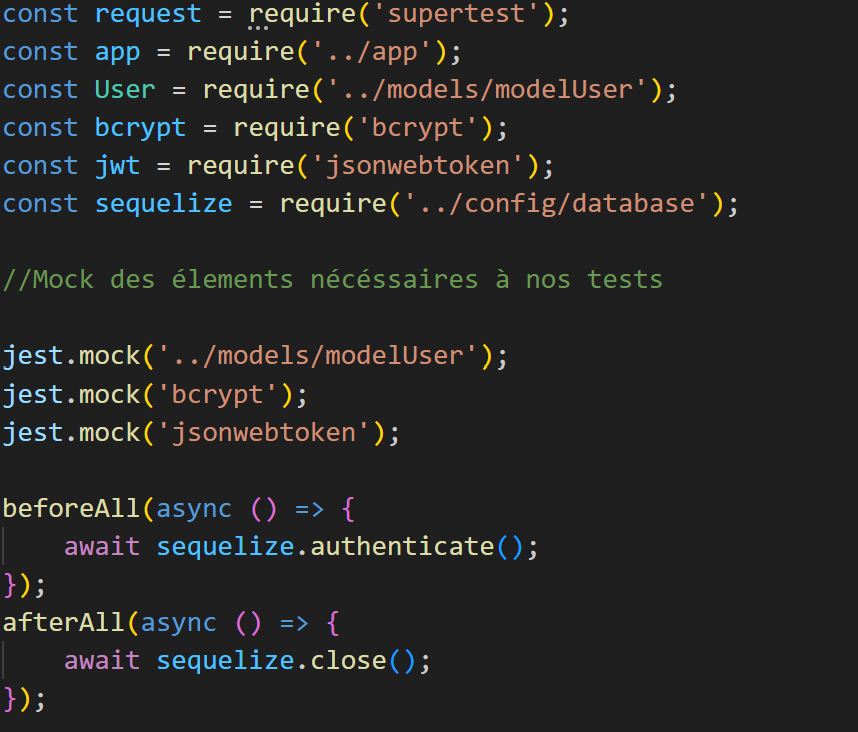 const request = require('supertest');
const app = require('../app');
const User = require('../models/modelUser');
const bcrypt = require('bcrypt');
const jwt = require('jsonwebtoken');
const sequelize = require('../config/database');
//Mock des élements nécéssaires à nos tests
jest.mock('../models/modelUser');
jest.mock('bcrypt');
jest.mock('jsonwebtoken');
beforeAll(async () => {
    await sequelize.authenticate();
});
afterAll(async () => {
    await sequelize.close();
});